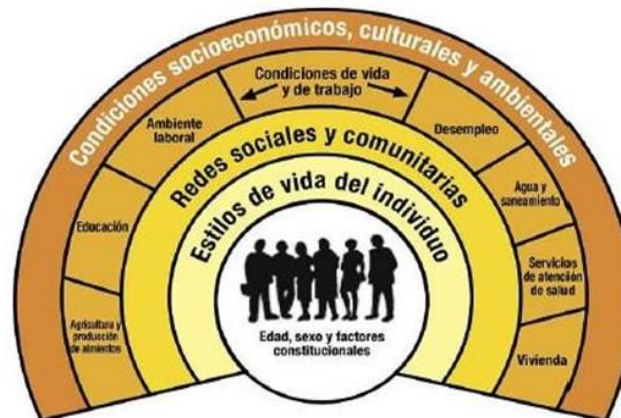 Condiciones socioeconómicos, culturales y ambientales
Condiciones de vida
y de trabajo
Ambiente
laboral
Desempleo
Redes sociales y comunitarias
Agua y
saneamiento
Estilos de vida del individuo
Educación
Servicios
de atención
de salud
Agricultura y
producción
de alimentos
Edad, sexo y factores
constitucionales
Vivienda